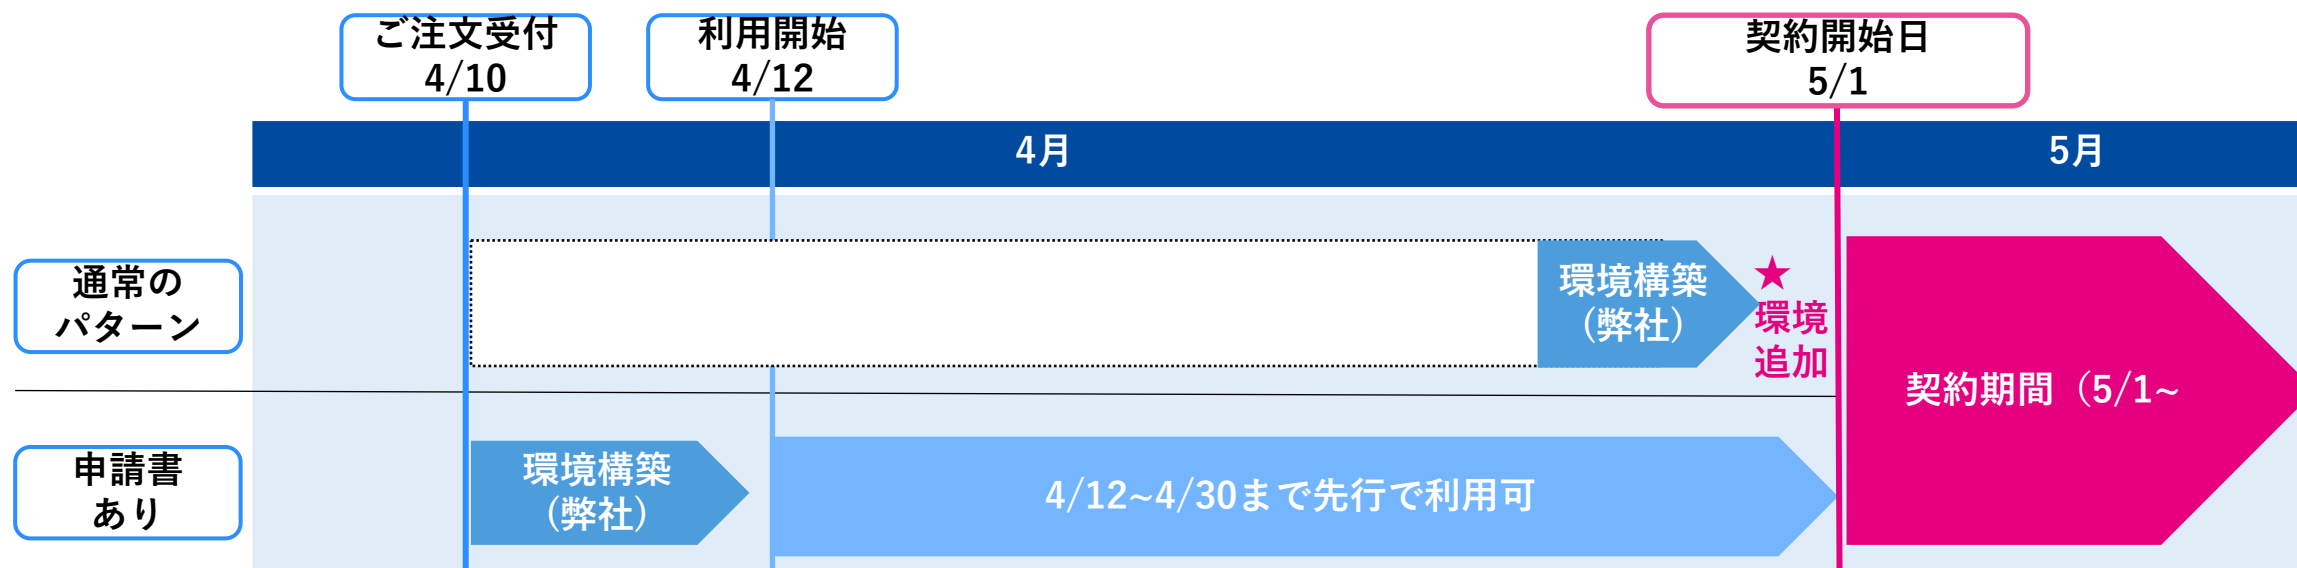 ご注文受付
4/10
利用開始
4/12
契約開始日
5/1
4月
5月
通常の
パターン
環境構築
(弊社)
★
環境
追加
契約期間（5/1~
申請書
あり
環境構築
(弊社)
4/12~4/30まで先行で利用可